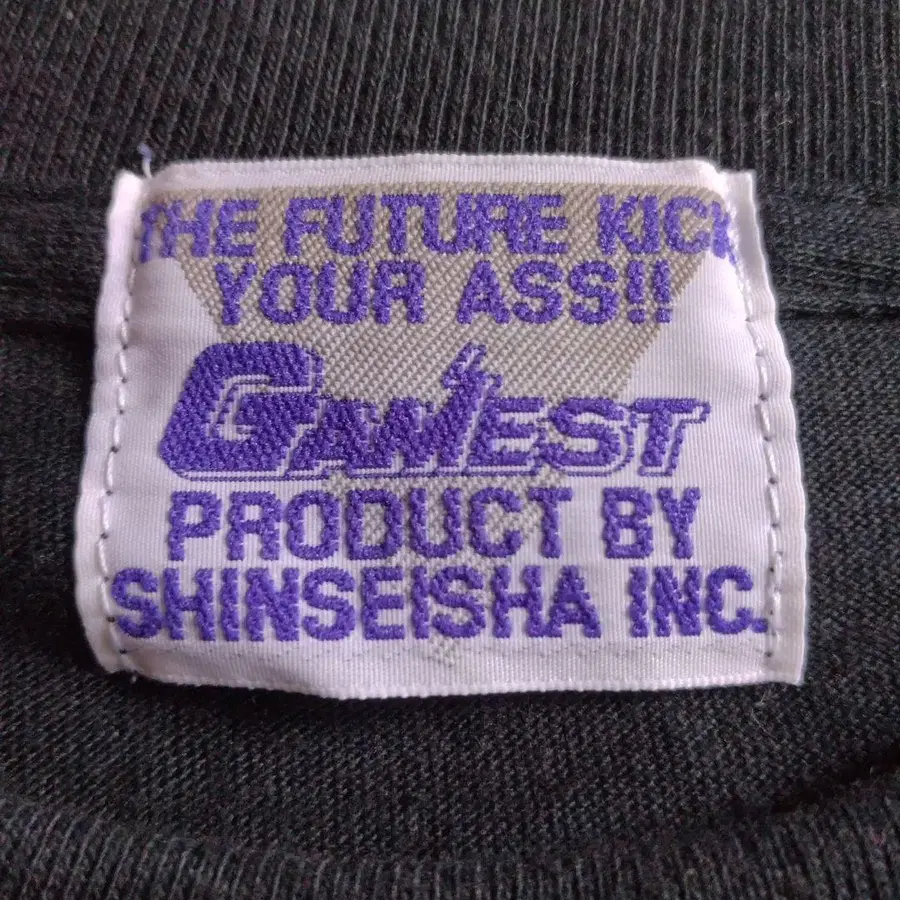 THE FUTURE KICK
YOUR ASS!!
GAMEST
PRODUCT BY
SHINSEISHA INC.